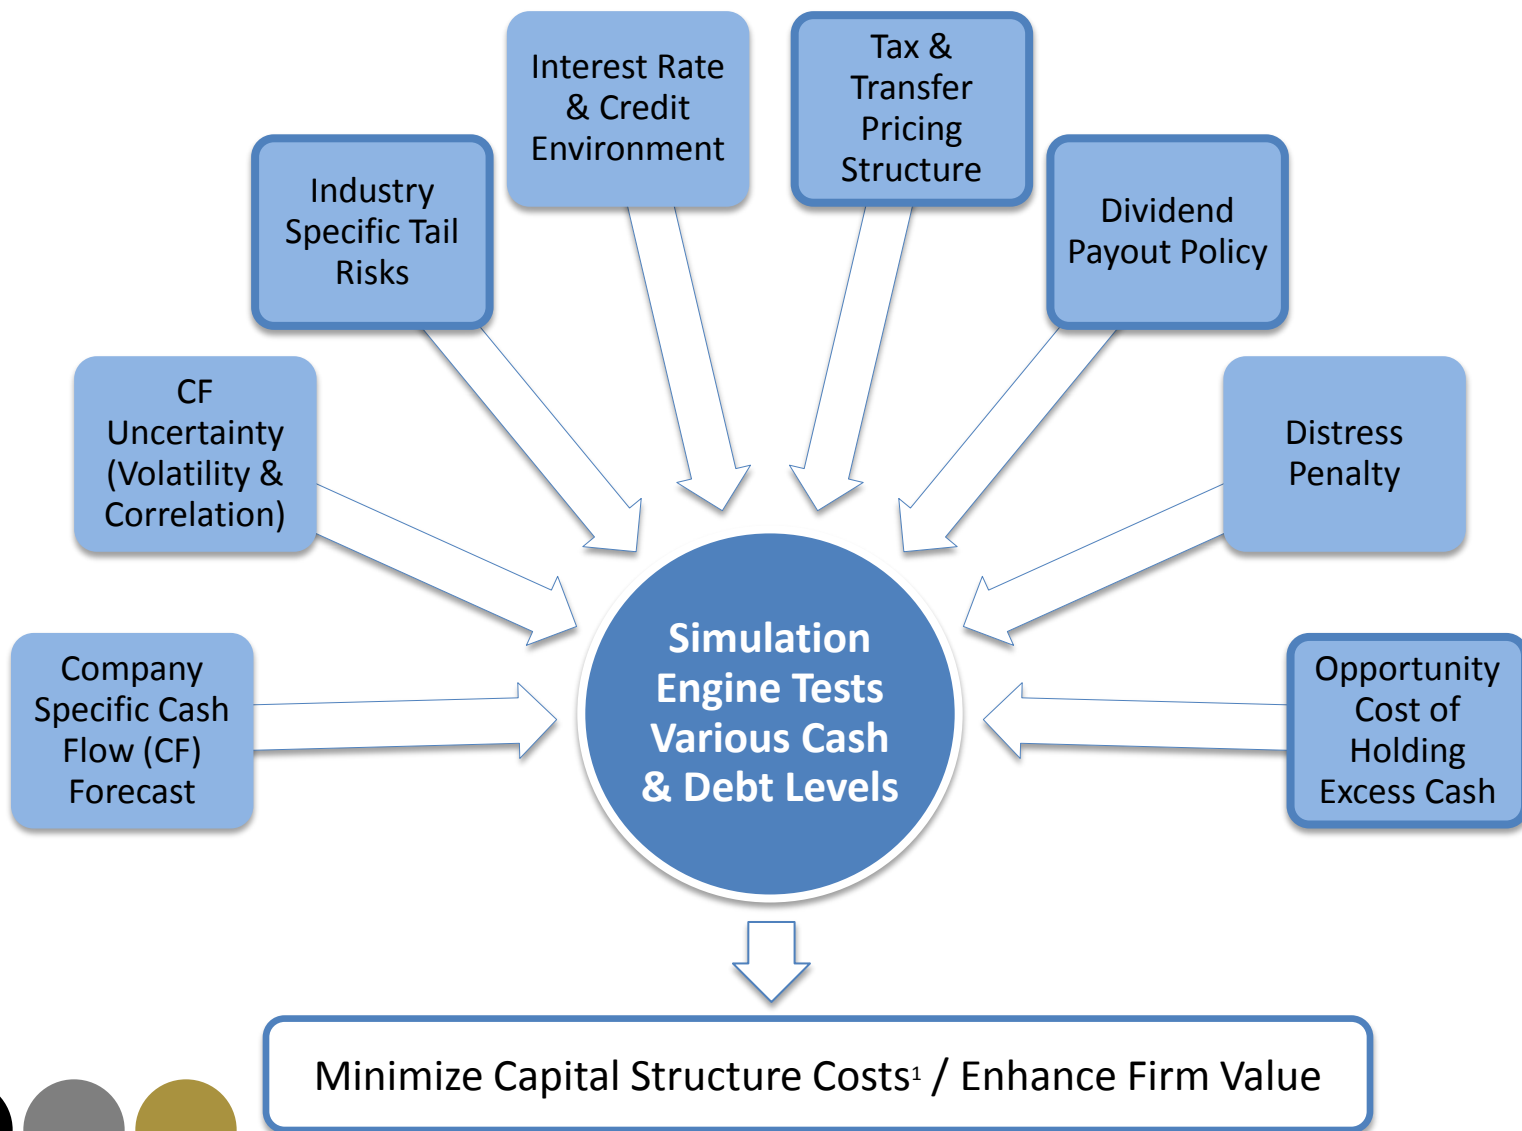 Interest Rate
& Credit
Environment
Tax &
Transfer
Pricing
Structure
Industry
Specific Tail
Risks
Dividend
Payout Policy
CF
Uncertainty
(Volatility &
Correlation)
Distress
Penalty
Company
Specific Cash
Flow (CF)
Forecast
Simulation
Engine Tests
Various Cash
& Debt Levels
Opportunity
Cost of
Holding
Excess Cash
Minimize Capital Structure Costs¹ / Enhance Firm Value